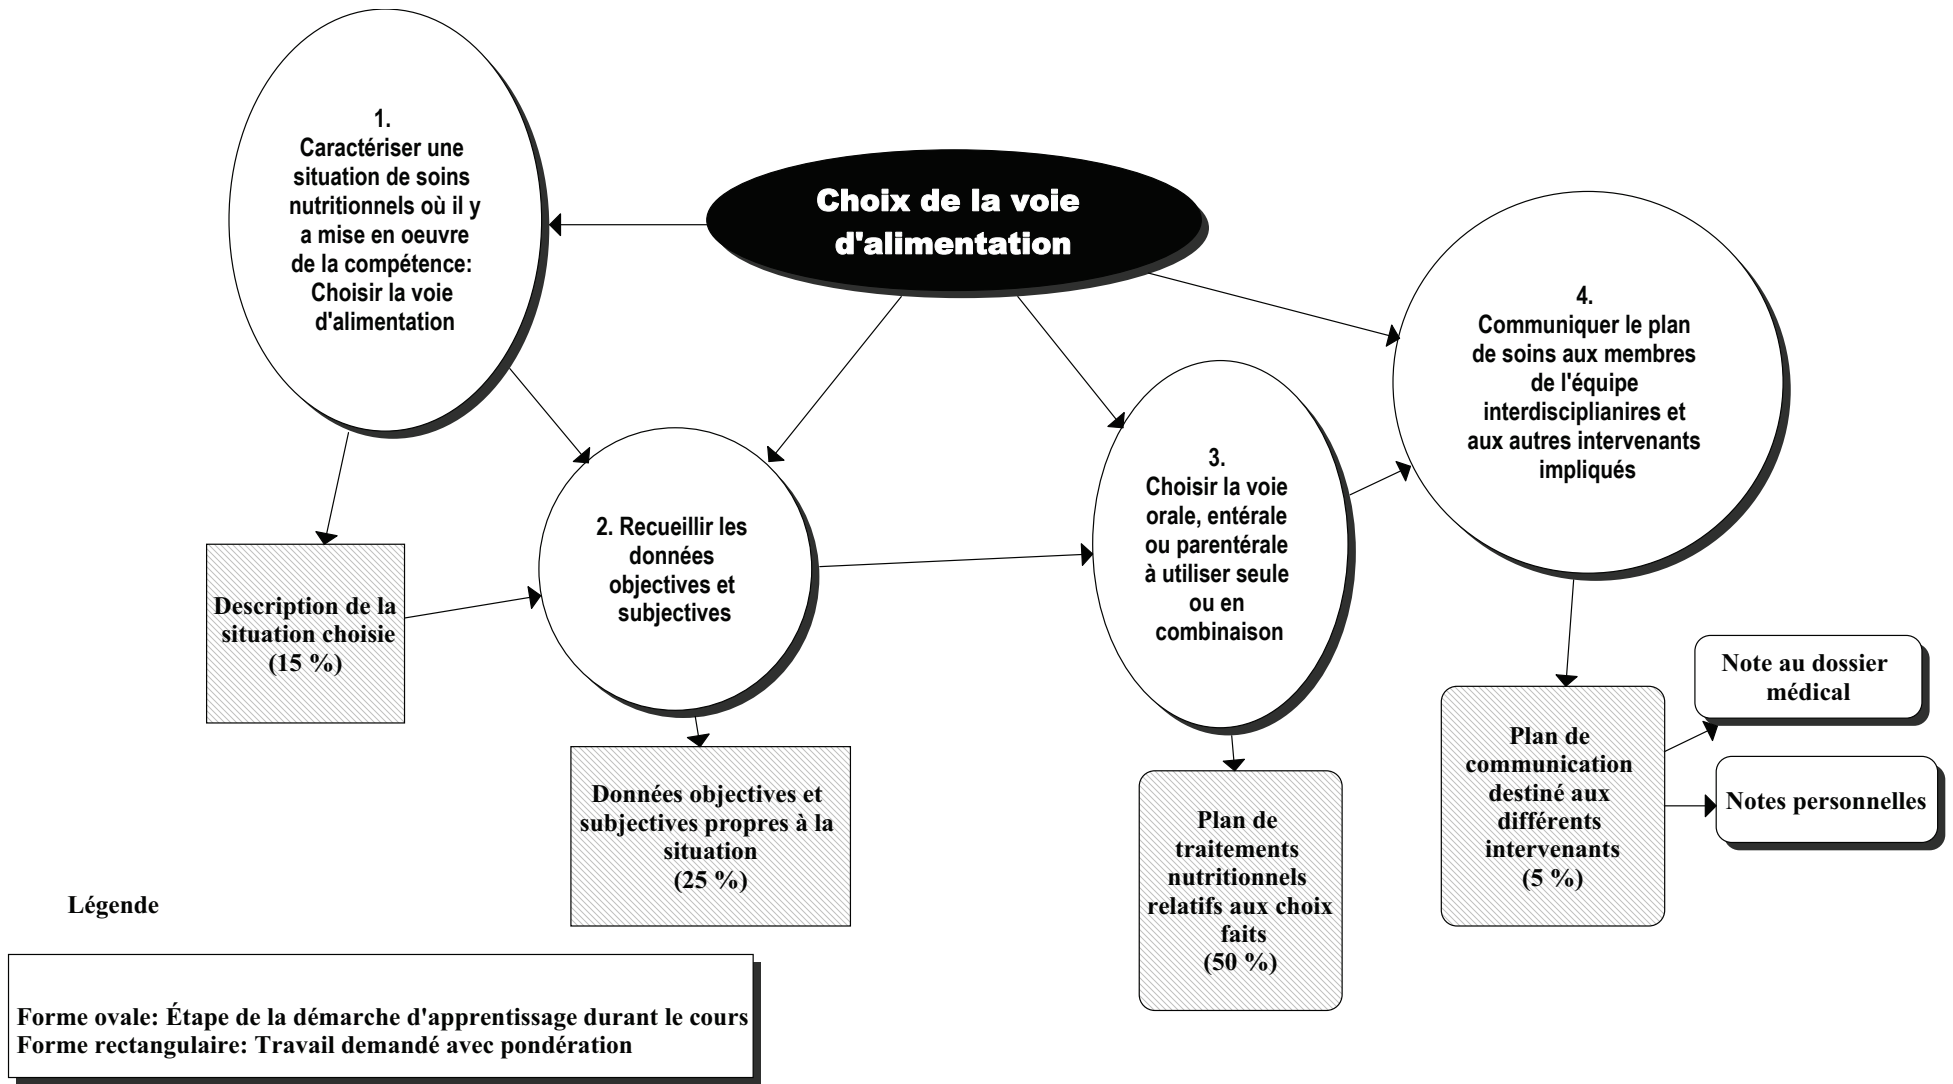 Choix de la voie
d'alimentation
1.
Caractériser une
situation de soins
nutritionnels où il y
a mise en oeuvre
de la compétence:
Choisir la voie
d'alimentation
2. Recueillir les
données
objectives et
subjectives
3.
Choisir la voie
orale, entérale
ou parentérale
à utiliser seule
ou en
combinaison
4.
Communiquer le plan
de soins aux membres
de l'équipe
interdisciplianires et
aux autres intervenants
impliqués
Description de la
situation choisie
(15 %)
Données objectives et
subjectives propres à la
situation
(25 %)
Plan de
traitements
nutritionnels
relatifs aux choix
faits
(50 %)
Plan de
communication
destiné aux
différents
intervenants
(5 %)
Note au dossier
médical
Notes personnelles
Légende
Forme ovale: Étape de la démarche d'apprentissage durant le cours
Forme rectangulaire: Travail demandé avec pondération